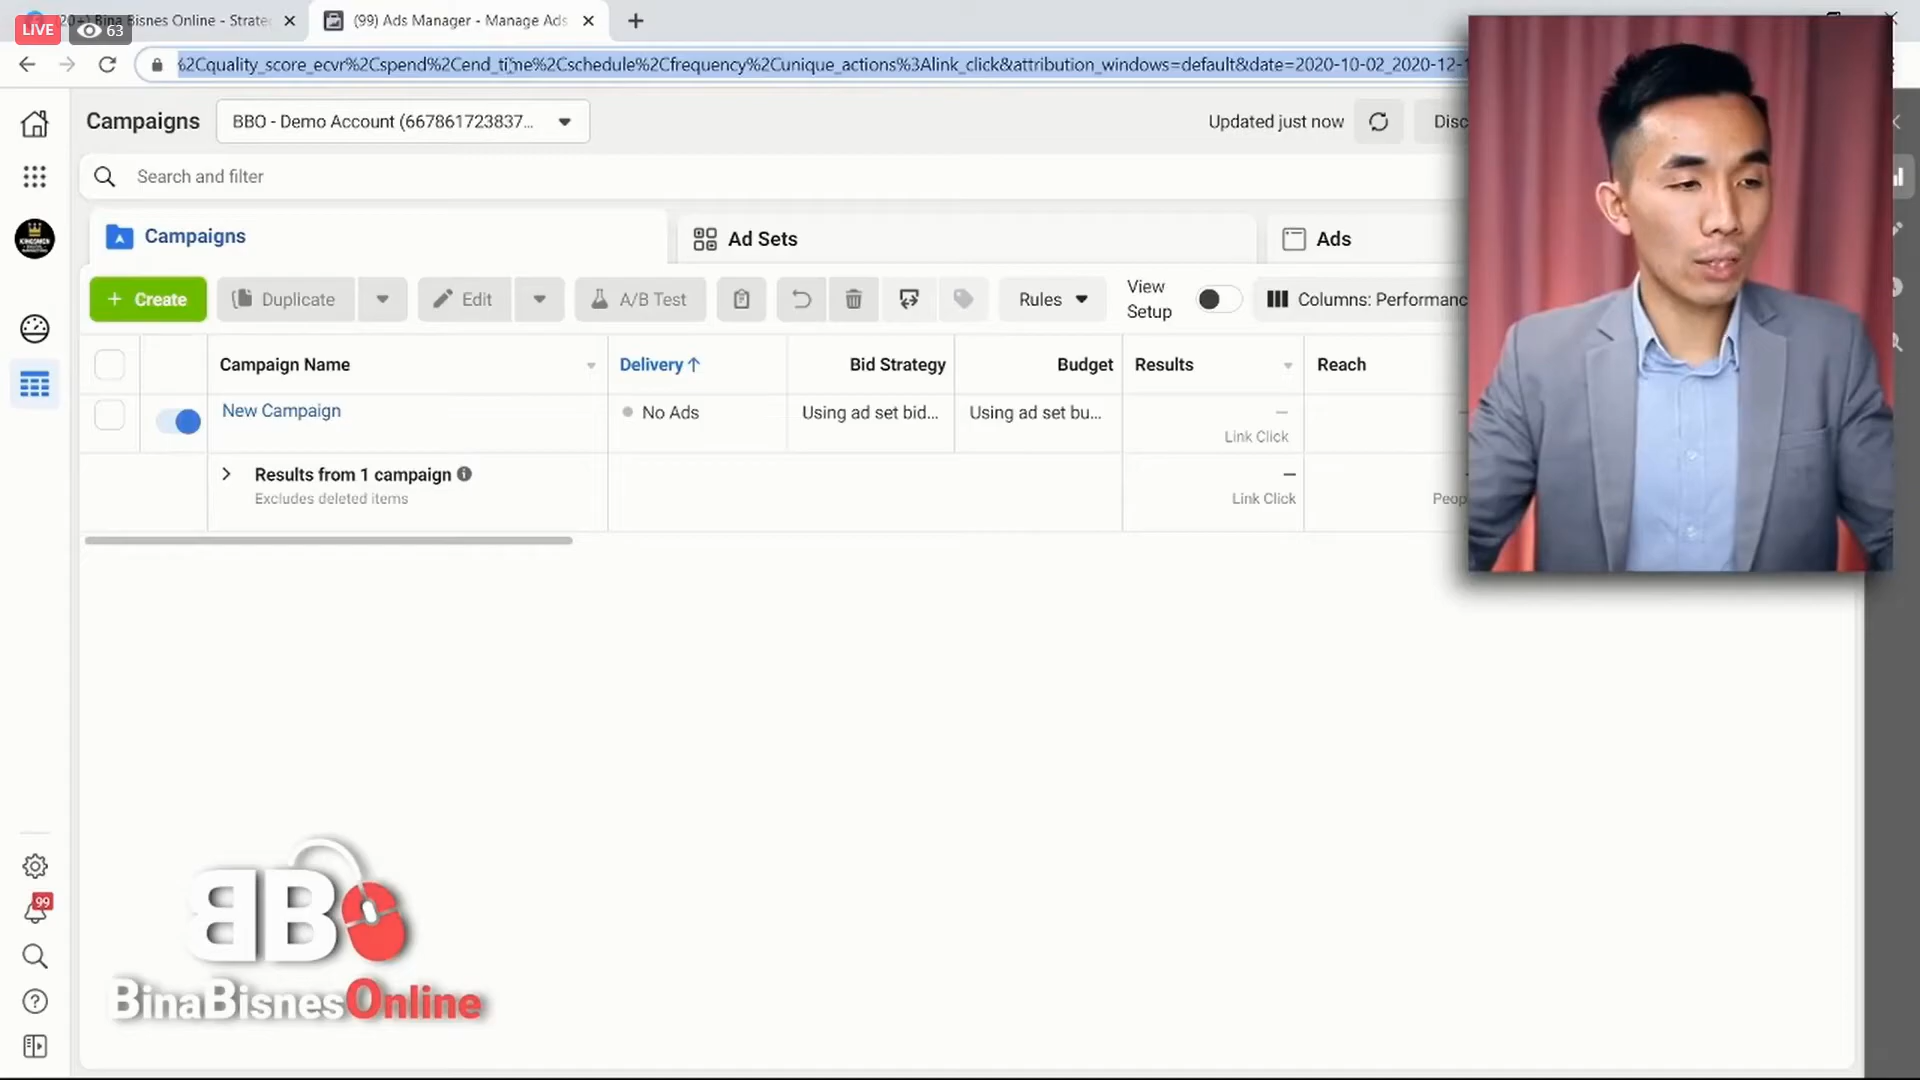 LIVE 63
20+) Bina Bisnes Online - Strate
(99) Ads Manager - Manage Ads
%2Cquality_score_ecvr%2Cspend%2Cend_time%2Cschedule%2Cfrequency%2Cunique_actions%3Alink_click&attribution_windows=default&date=2020-10-02_2020-12-1
Campaigns
BBO - Demo Account (667861723837...
Updated just now
Disc
Search and filter
Campaigns
Ad Sets
Ads
+ Create
Duplicate
Edit
A/B Test
Rules
View Setup
Columns: Performanc
Campaign Name
Delivery ↑
Bid Strategy
Budget
Results
Reach
New Campaign
No Ads
Using ad set bid...
Using ad set bu...
—
Link Click
Results from 1 campaign
Excludes deleted items
—
Link Click
Peop
KINGSMEN
99
BBO
BinaBisnesOnline